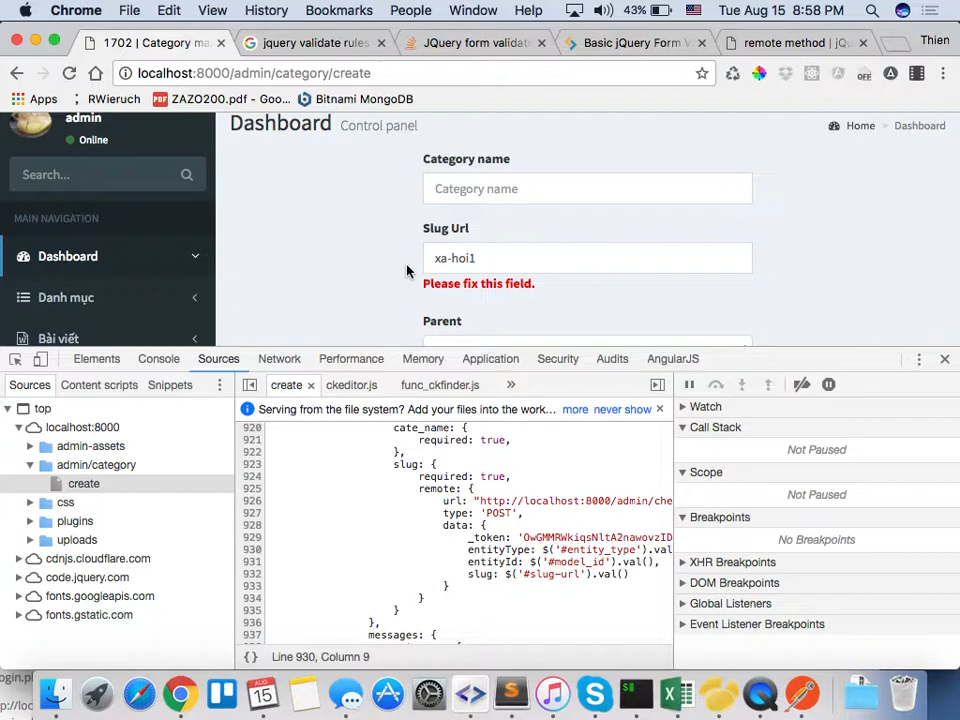 Chrome File Edit View History Bookmarks People Window Help 43% Tue Aug 15 8:58 PM
1702 | Category ma × jquery validate rules × JQuery form validat × Basic jQuery Form V × remote method | jQ × Thien
localhost:8000/admin/category/create
Apps RWieruch ZAZO200.pdf - Goo... Bitnami MongoDB
admin
Online
Search...
MAIN NAVIGATION
Dashboard
Danh mục
Bài viết
Dashboard Control panel
Home > Dashboard
Category name
Category name
Slug Url
xa-hoi1
Please fix this field.
Parent
Elements Console Sources Network Performance Memory Application Security Audits AngularJS
Sources Content scripts Snippets
top
localhost:8000
admin-assets
admin/category
create
css
plugins
uploads
cdnjs.cloudflare.com
code.jquery.com
fonts.googleapis.com
fonts.gstatic.com
create × ckeditor.js func_ckfinder.js »
Serving from the file system? Add your files into the work... more never show ×
920 cate_name: {
921 required: true,
922 },
923 slug: {
924 required: true,
925 remote: {
926 url: "http://localhost:8000/admin/che
927 type: 'POST',
928 data: {
929 _token: 'OwGMMRWkiqsNltA2nawovzID
930 entityType: $('#entity_type').val
931 entityId: $('#model_id').val(),
932 slug: $('#slug-url').val()
933 }
934 }
935 }
936 },
937 messages: {
{ } Line 930, Column 9
Watch
Call Stack
Not Paused
Scope
Not Paused
Breakpoints
No Breakpoints
XHR Breakpoints
DOM Breakpoints
Global Listeners
Event Listener Breakpoints
ogin.pl
p://loc
AUG
15